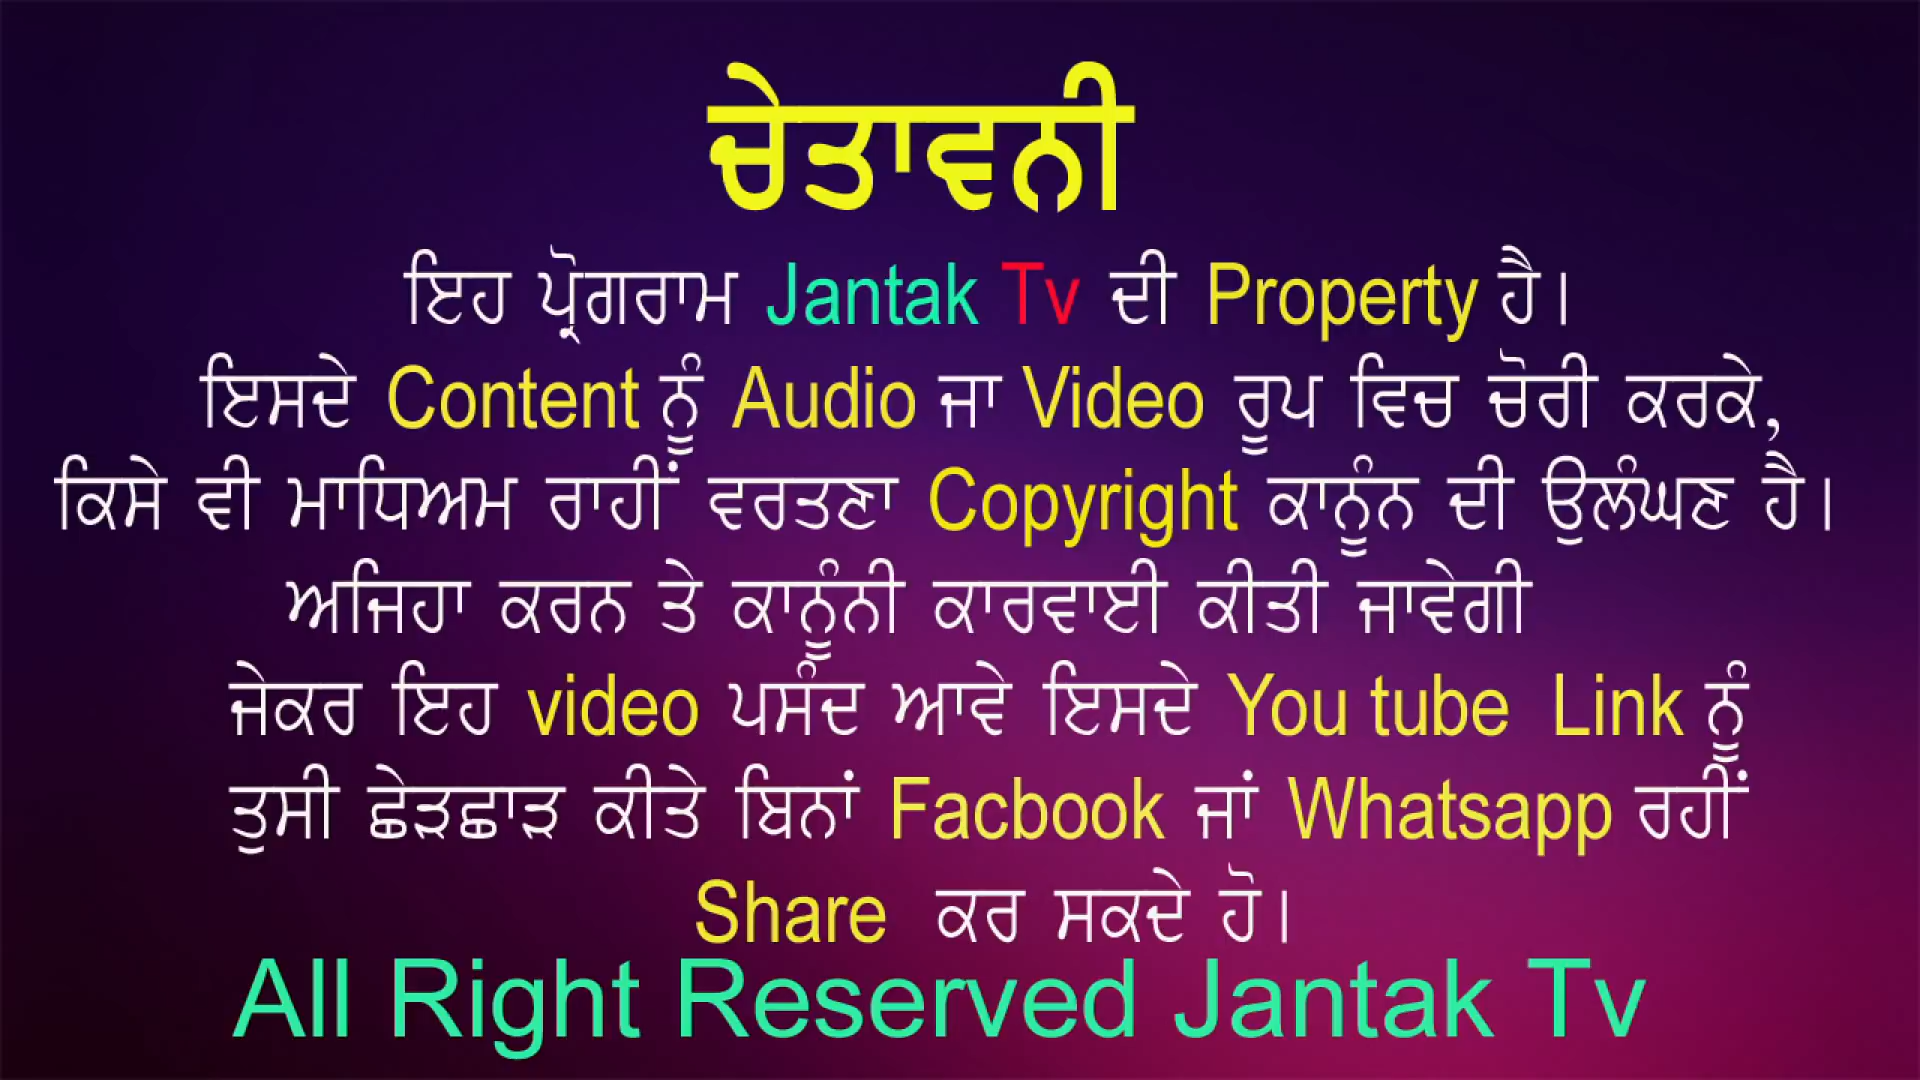 ਚੇਤਾਵਨੀ
ਇਹ ਪ੍ਰੋਗਰਾਮ Jantak Tv ਦੀ Property ਹੈ।
ਇਸਦੇ Content ਨੂੰ Audio ਜਾ Video ਰੂਪ ਵਿਚ ਚੋਰੀ ਕਰਕੇ,
ਕਿਸੇ ਵੀ ਮਾਧਿਅਮ ਰਾਹੀਂ ਵਰਤਣਾ Copyright ਕਾਨੂੰਨ ਦੀ ਉਲੰਘਣ ਹੈ।
ਅਜਿਹਾ ਕਰਨ ਤੇ ਕਾਨੂੰਨੀ ਕਾਰਵਾਈ ਕੀਤੀ ਜਾਵੇਗੀ
ਜੇਕਰ ਇਹ video ਪਸੰਦ ਆਵੇ ਇਸਦੇ You tube Link ਨੂੰ
ਤੁਸੀ ਛੇੜਛਾੜ ਕੀਤੇ ਬਿਨਾਂ Facbook ਜਾਂ Whatsapp ਰਹੀਂ
Share ਕਰ ਸਕਦੇ ਹੋ।
All Right Reserved Jantak Tv